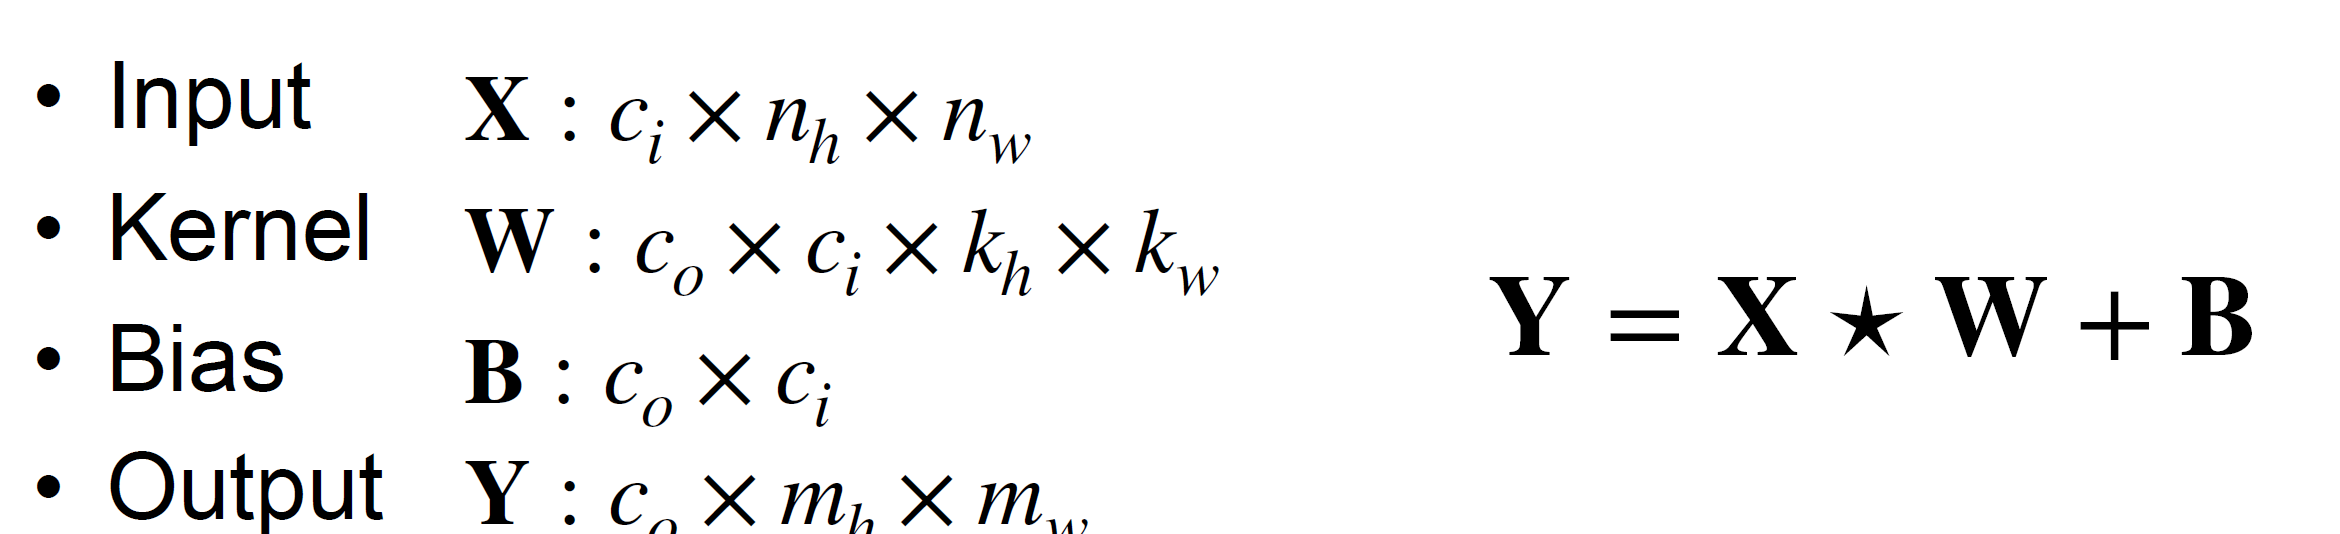 • Input X : c_i × n_h × n_w
• Kernel W : c_o × c_i × k_h × k_w
• Bias B : c_o × c_i
• Output Y : c_o × m_h × m_w
Y = X ⋆ W + B